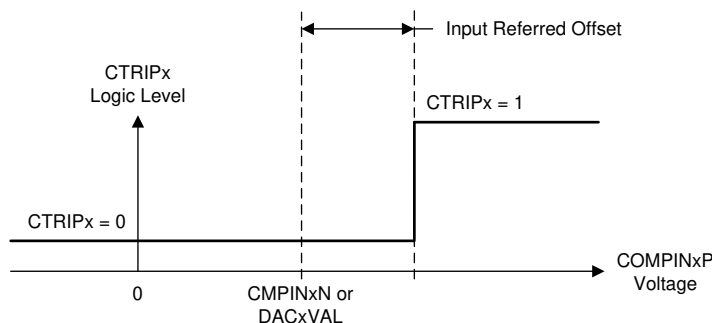 Input Referred Offset
CTRIPx
Logic Level
CTRIPx = 1
CTRIPx = 0
COMPINxP
Voltage
0
CMPINxN or
DACxVAL